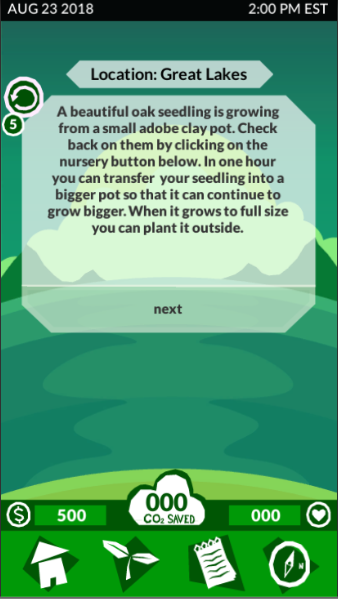 AUG 23 2018 2:00 PM EST
Location: Great Lakes
5
A beautiful oak seedling is growing
from a small adobe clay pot. Check
back on them by clicking on the
nursery button below. In one hour
you can transfer your seedling into a
bigger pot so that it can continue to
grow bigger. When it grows to full size
you can plant it outside.
next
$ 500 000 000
CO₂ SAVED
N